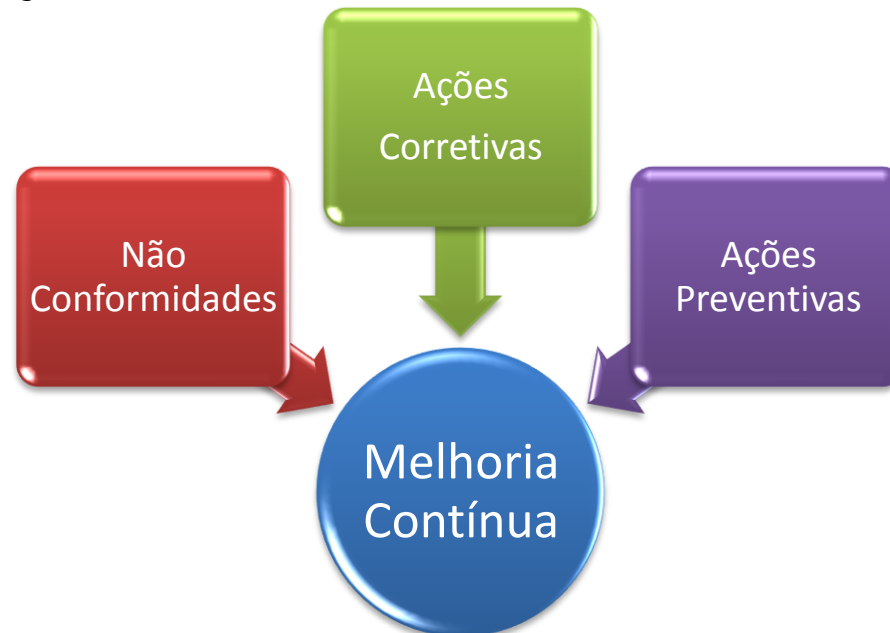 Ações
Corretivas
Não
Conformidades
Ações
Preventivas
Melhoria
Contínua